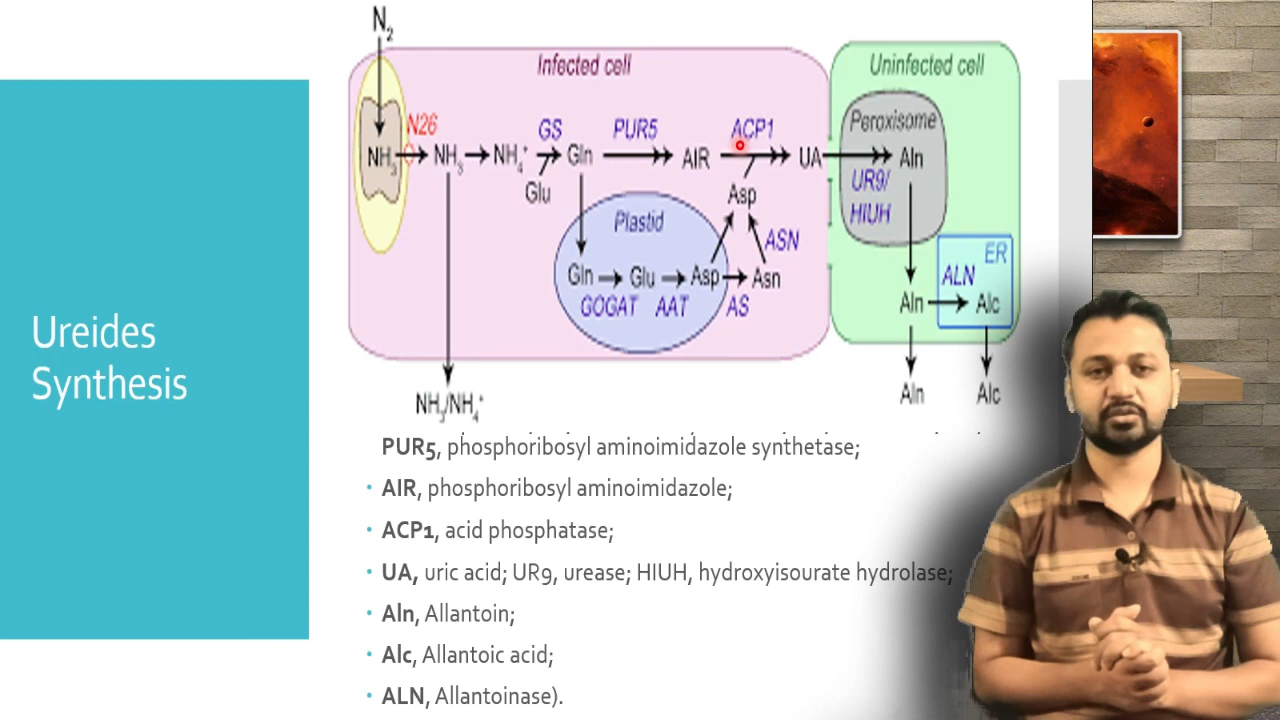 Ureides
Synthesis
N2
Infected cell
Uninfected cell
N26
GS
PUR5
ACP1
Peroxisome
NH3
NH3
NH4+
Gln
AIR
UA
Aln
Glu
Asp
UR9/
HIUH
Plastid
ASN
ER
Gln
Glu
Asp
Asn
ALN
GOGAT
AAT
AS
Aln
Alc
NH3/NH4+
Aln
Alc
PUR5, phosphoribosyl aminoimidazole synthetase;
• AIR, phosphoribosyl aminoimidazole;
• ACP1, acid phosphatase;
• UA, uric acid; UR9, urease; HIUH, hydroxyisourate hydrolase;
• Aln, Allantoin;
• Alc, Allantoic acid;
• ALN, Allantoinase).